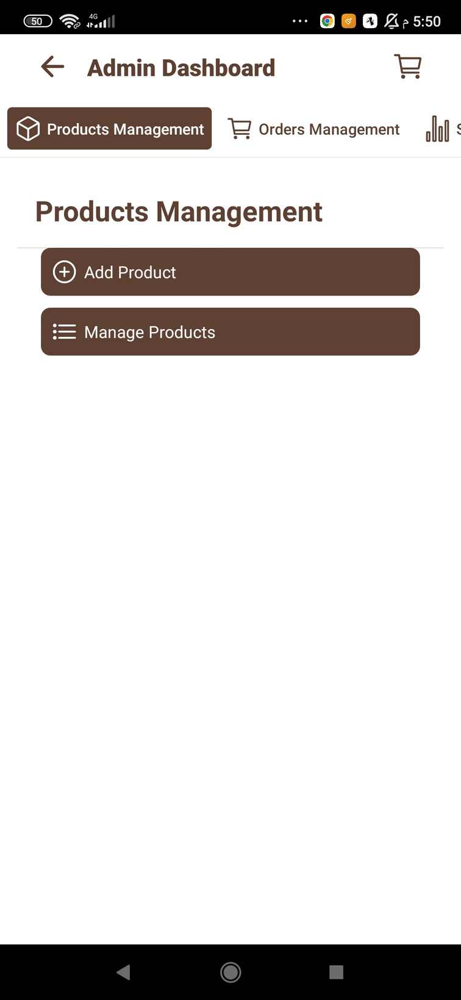 50 4G ... م 5:50
Admin Dashboard
Products Management Orders Management S
Products Management
Add Product
Manage Products